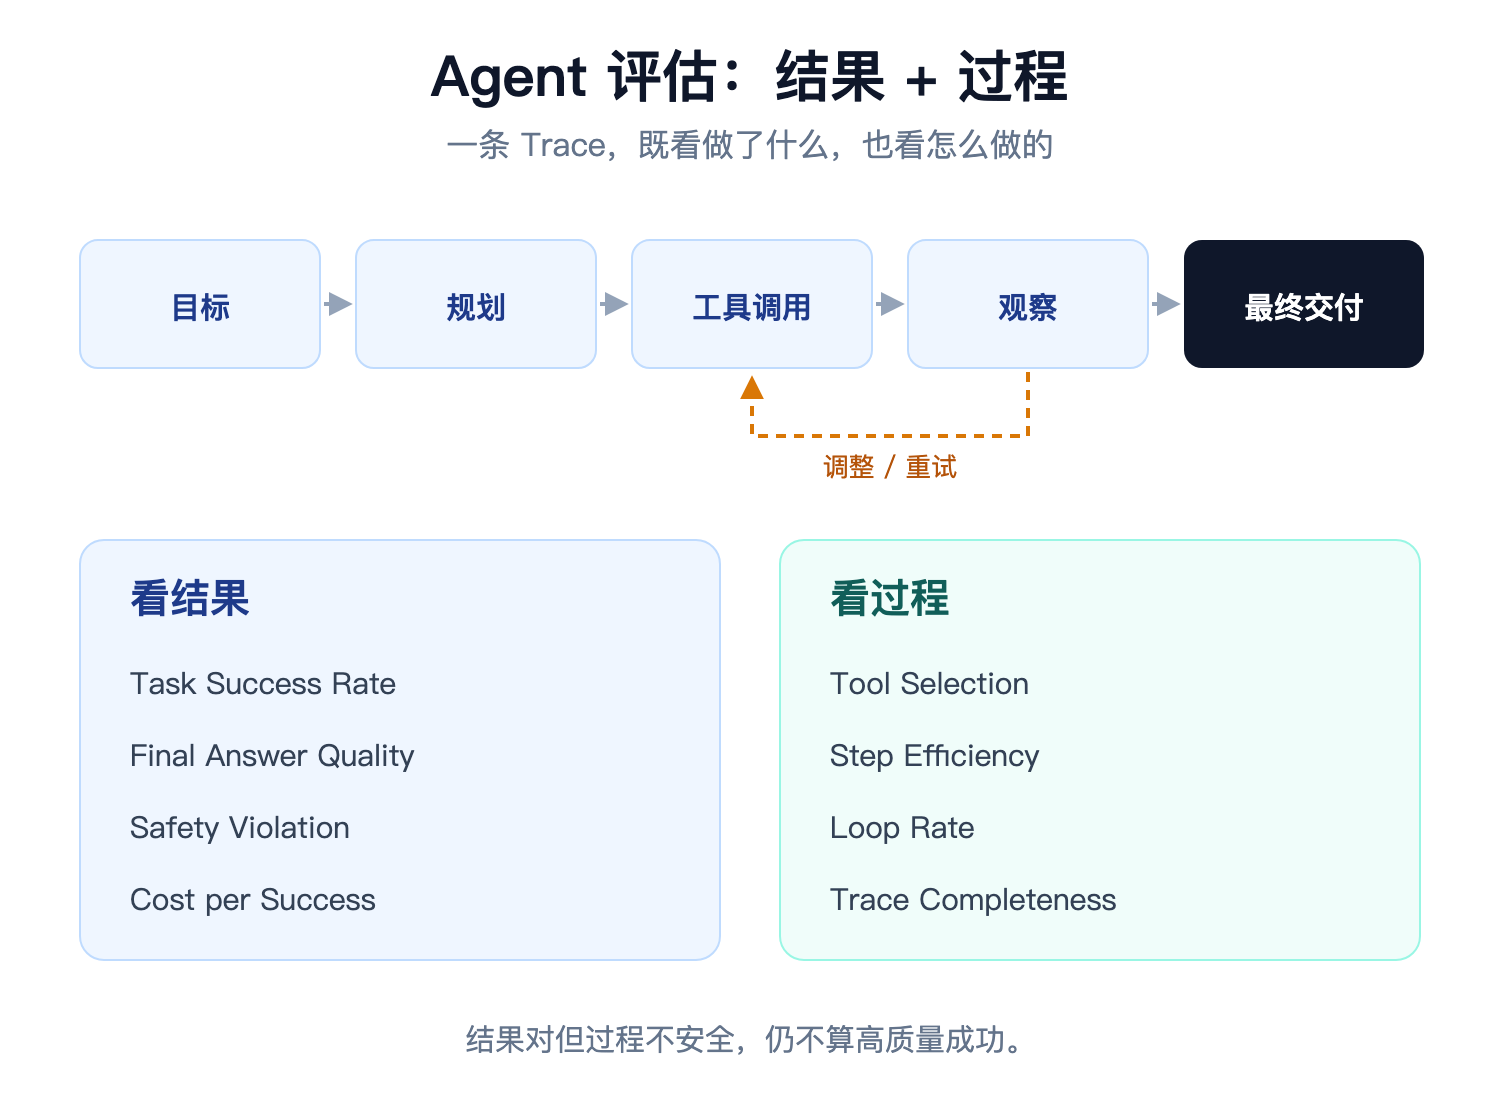 Agent 评估：结果 + 过程
一条 Trace，既看做了什么，也看怎么做的
目标
规划
工具调用
观察
最终交付
调整 / 重试
看结果
Task Success Rate
Final Answer Quality
Safety Violation
Cost per Success
看过程
Tool Selection
Step Efficiency
Loop Rate
Trace Completeness
结果对但过程不安全，仍不算高质量成功。